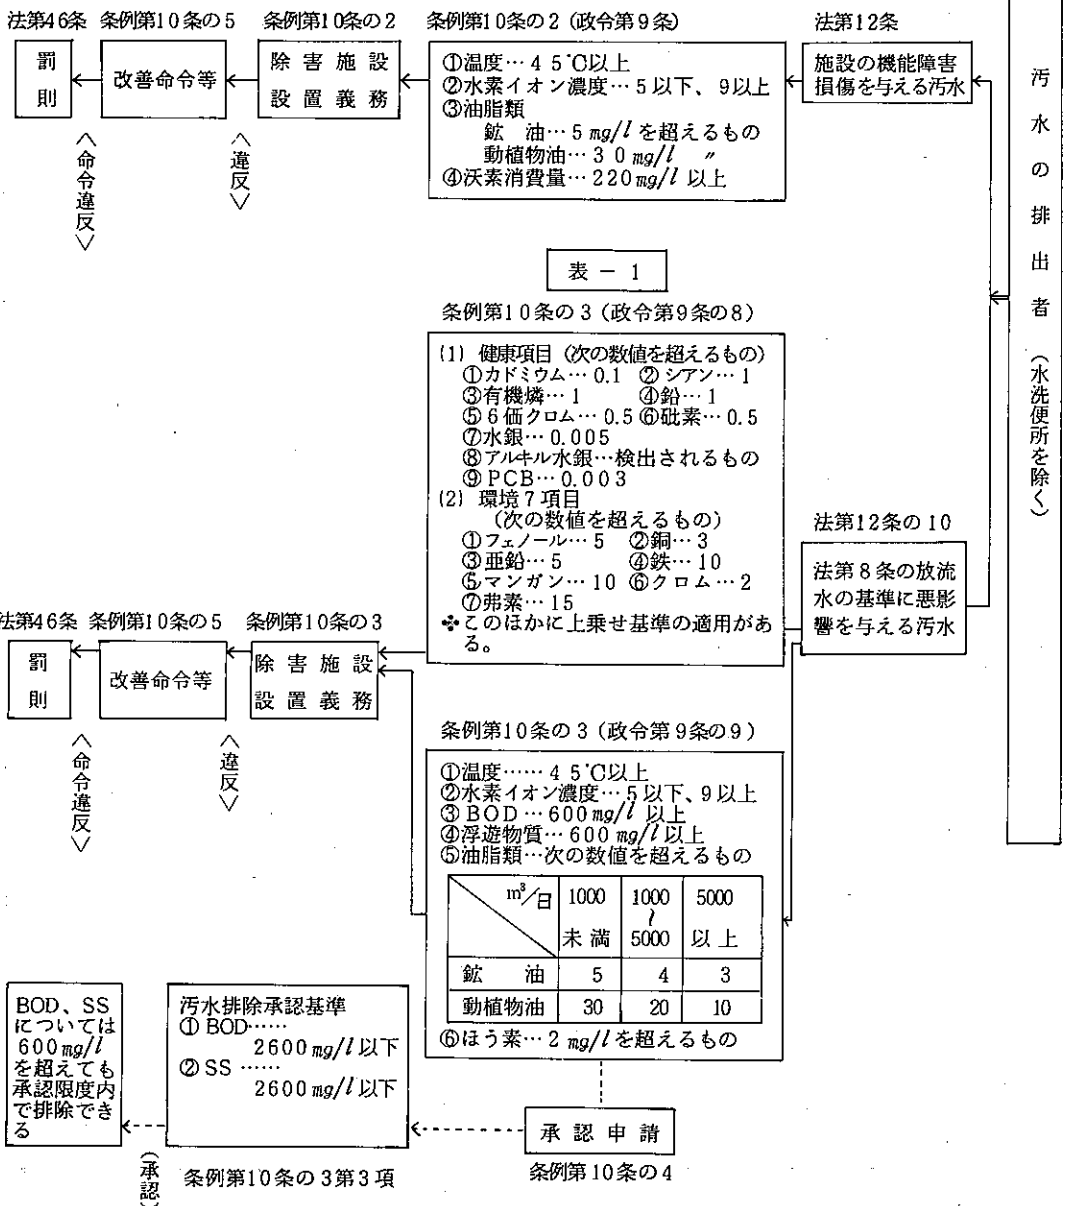 法第46条 条例第10条の5 条例第10条の2 条例第10条の2(政令第9条) 法第12条
罰
則
改善命令等
除害施設
設置義務
①温度…45℃以上
②水素イオン濃度…5以下、9以上
③油脂類
鉱 油…5mg/lを超えるもの
動植物油…30mg/l 〃
④沃素消費量…220mg/l以上
施設の機能障害
損傷を与える汚水
汚水の排出者(水洗便所を除く)
<命令違反>
<違反>
表-1
条例第10条の3(政令第9条の8)
(1) 健康項目(次の数値を超えるもの)
①カドミウム…0.1 ②シアン…1
③有機燐…1 ④鉛…1
⑤6価クロム…0.5 ⑥砒素…0.5
⑦水銀…0.005
⑧アルキル水銀…検出されるもの
⑨PCB…0.003
(2) 環境7項目
(次の数値を超えるもの)
①フェノール…5 ②銅…3
③亜鉛…5 ④鉄…10
⑤マンガン…10 ⑥クロム…2
⑦弗素…15
✤このほかに上乗せ基準の適用があ
る。
法第12条の10
法第8条の放流
水の基準に悪影
響を与える汚水
法第46条 条例第10条の5 条例第10条の3
罰
則
改善命令等
除害施設
設置義務
<命令違反>
<違反>
条例第10条の3(政令第9条の9)
①温度……45℃以上
②水素イオン濃度…5以下、9以上
③BOD…600mg/l以上
④浮遊物質…600mg/l以上
⑤油脂類…次の数値を超えるもの
m³/日 1000未満 1000~5000 5000以上
鉱 油 5 4 3
動植物油 30 20 10
⑥ほう素…2mg/lを超えるもの
BOD、SS
については
600mg/l
を超えても
承認限度内
で排除でき
る
汚水排除承認基準
①BOD……
2600mg/l以下
②SS……
2600mg/l以下
承認申請
条例第10条の4
(承認)
条例第10条の3第3項